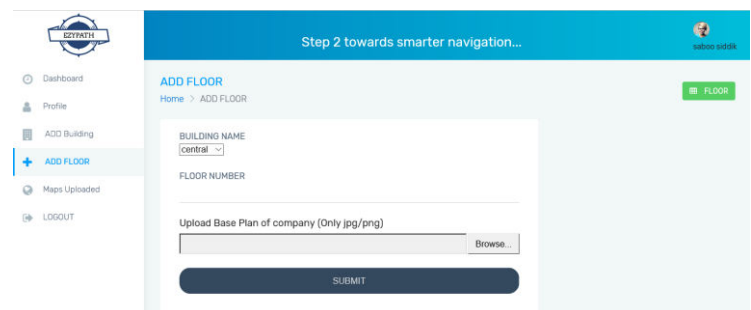 EZYPATH
Step 2 towards smarter navigation...
saboo siddik
Dashboard
Profile
ADD Building
ADD FLOOR
Maps Uploaded
LOGOUT
ADD FLOOR
Home > ADD FLOOR
FLOOR
BUILDING NAME
central
FLOOR NUMBER
Upload Base Plan of company (Only jpg/png)
Browse...
SUBMIT